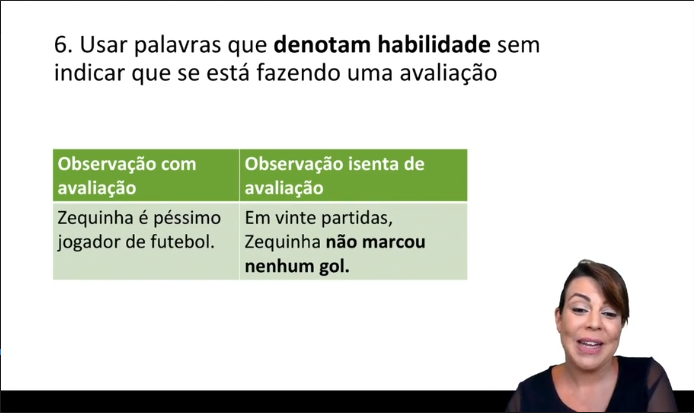 6. Usar palavras que denotam habilidade sem
indicar que se está fazendo uma avaliação
Observação com
avaliação
Observação isenta de
avaliação
Zequinha é péssimo
jogador de futebol.
Em vinte partidas,
Zequinha não marcou
nenhum gol.